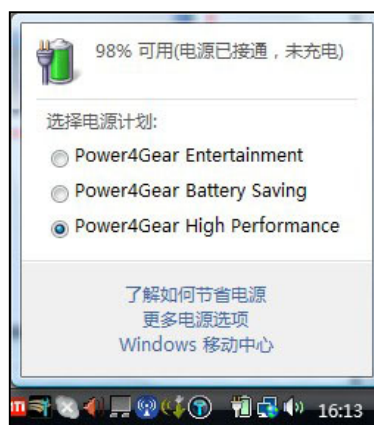 98% 可用(电源已接通，未充电)
选择电源计划:
Power4Gear Entertainment
Power4Gear Battery Saving
Power4Gear High Performance
了解如何节省电源
更多电源选项
Windows 移动中心
m
16:13